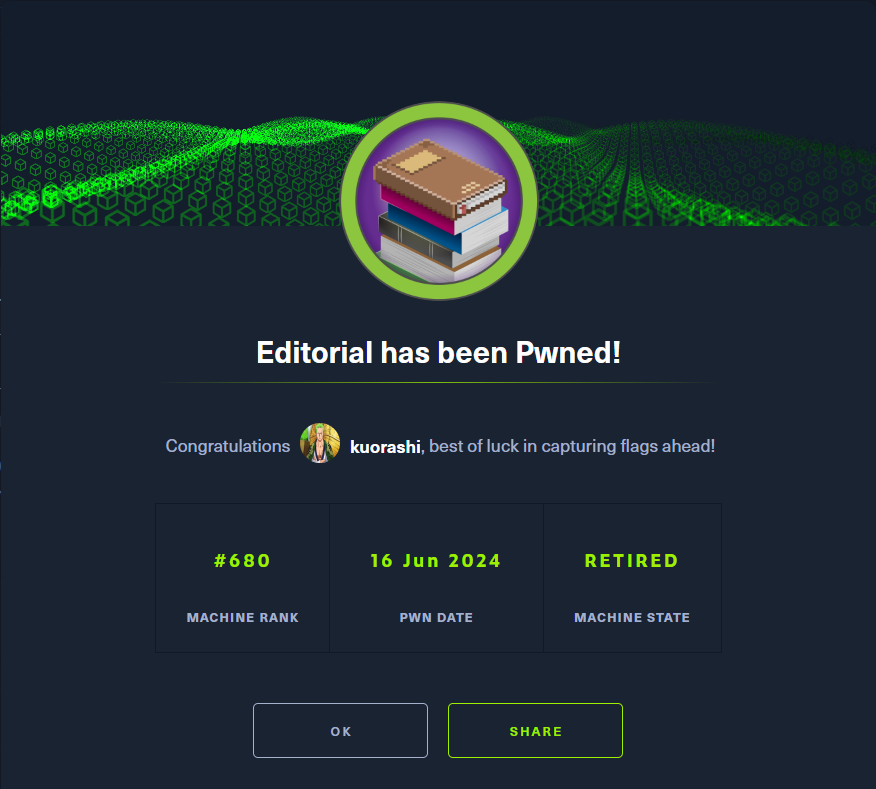 Editorial has been Pwned!
Congratulations kuorashi, best of luck in capturing flags ahead!
#680 16 Jun 2024 RETIRED
MACHINE RANK PWN DATE MACHINE STATE
OK SHARE